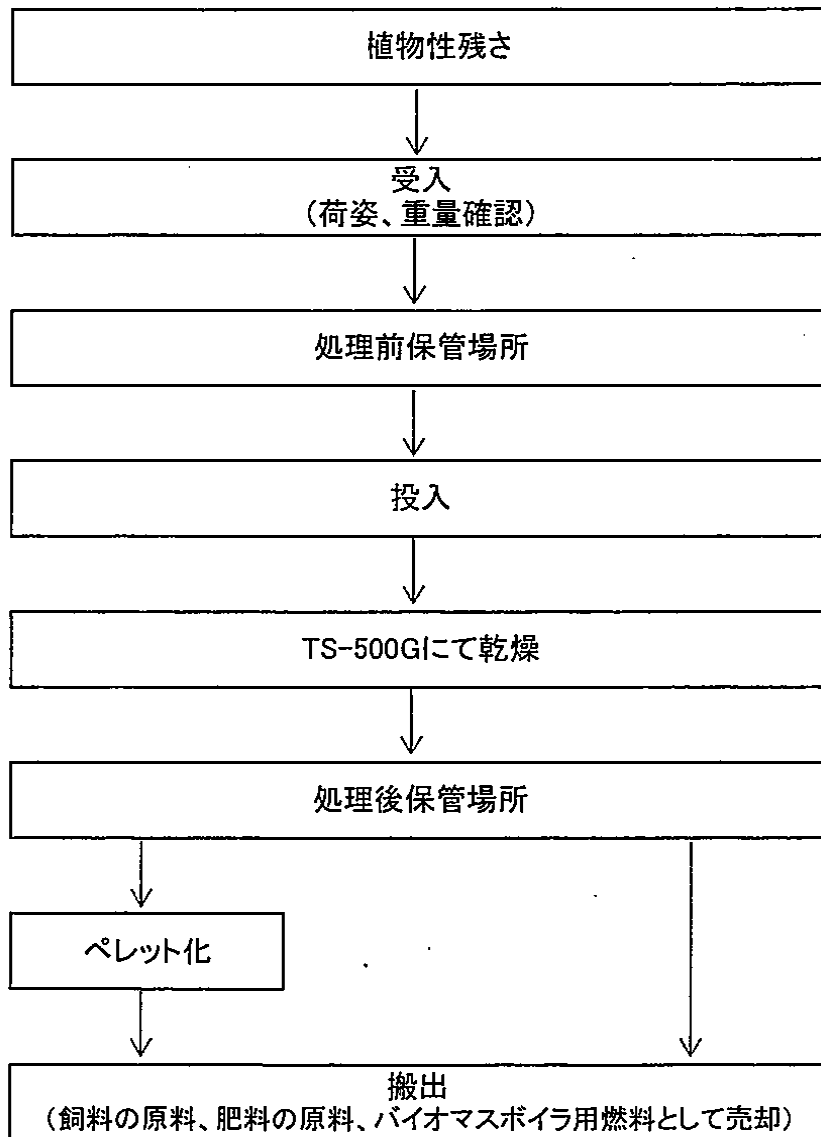 植物性残さ
受入
(荷姿、重量確認)
処理前保管場所
投入
TS-500Gにて乾燥
処理後保管場所
ペレット化
搬出
(飼料の原料、肥料の原料、バイオマスボイラ用燃料として売却)